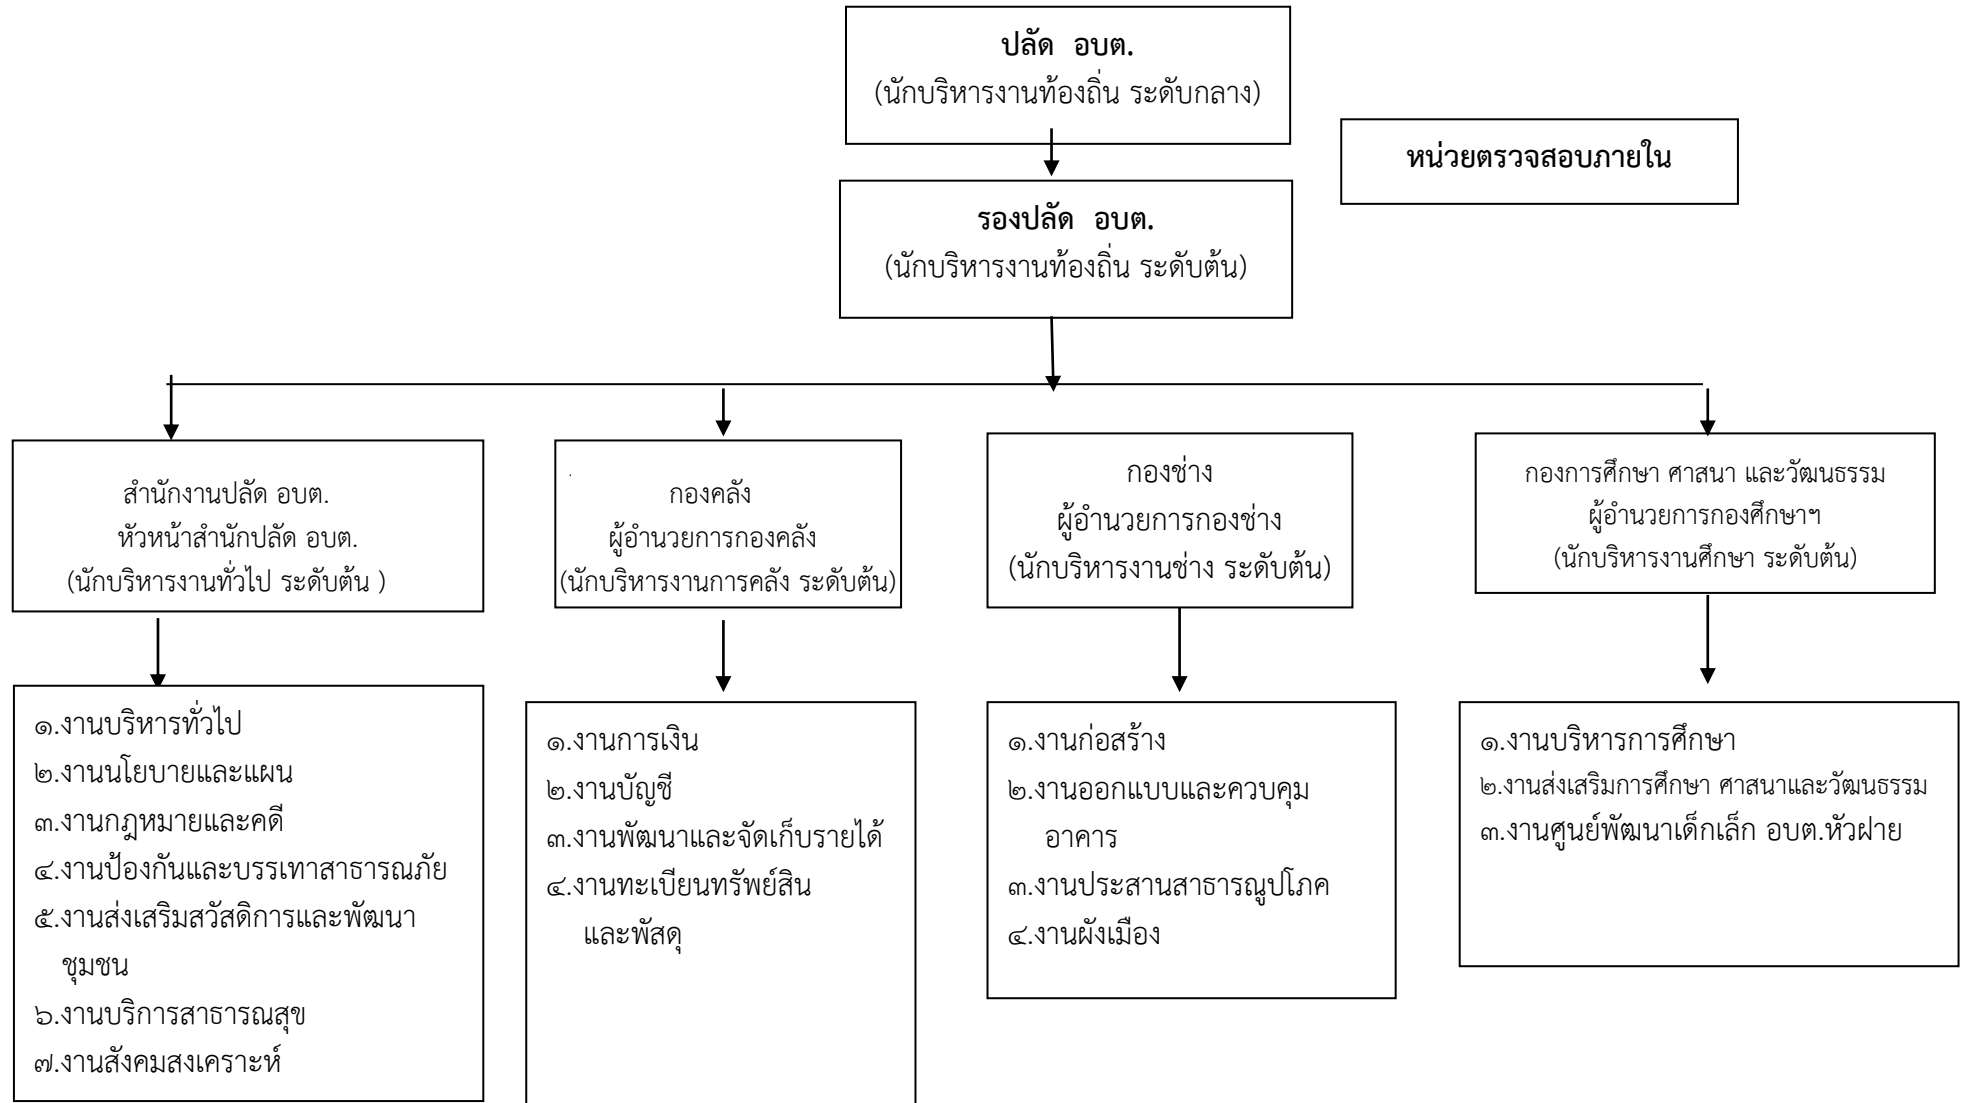 ปลัด อบต.
(นักบริหารงานท้องถิ่น ระดับกลาง)
หน่วยตรวจสอบภายใน
รองปลัด อบต.
(นักบริหารงานท้องถิ่น ระดับต้น)
สำนักงานปลัด อบต.
หัวหน้าสำนักปลัด อบต.
(นักบริหารงานทั่วไป ระดับต้น )
กองคลัง
ผู้อำนวยการกองคลัง
(นักบริหารงานการคลัง ระดับต้น)
กองช่าง
ผู้อำนวยการกองช่าง
(นักบริหารงานช่าง ระดับต้น)
กองการศึกษา ศาสนา และวัฒนธรรม
ผู้อำนวยการกองศึกษาฯ
(นักบริหารงานศึกษา ระดับต้น)
๑.งานบริหารทั่วไป
๒.งานนโยบายและแผน
๓.งานกฎหมายและคดี
๔.งานป้องกันและบรรเทาสาธารณภัย
๕.งานส่งเสริมสวัสดิการและพัฒนา
ชุมชน
๖.งานบริการสาธารณสุข
๗.งานสังคมสงเคราะห์
๑.งานการเงิน
๒.งานบัญชี
๓.งานพัฒนาและจัดเก็บรายได้
๔.งานทะเบียนทรัพย์สิน
และพัสดุ
๑.งานก่อสร้าง
๒.งานออกแบบและควบคุม
อาคาร
๓.งานประสานสาธารณูปโภค
๔.งานผังเมือง
๑.งานบริหารการศึกษา
๒.งานส่งเสริมการศึกษา ศาสนาและวัฒนธรรม
๓.งานศูนย์พัฒนาเด็กเล็ก อบต.หัวฝาย